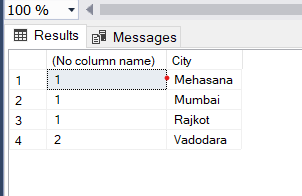 100 %
Results Messages
(No column name) City
1 1 Mehasana
2 1 Mumbai
3 1 Rajkot
4 2 Vadodara